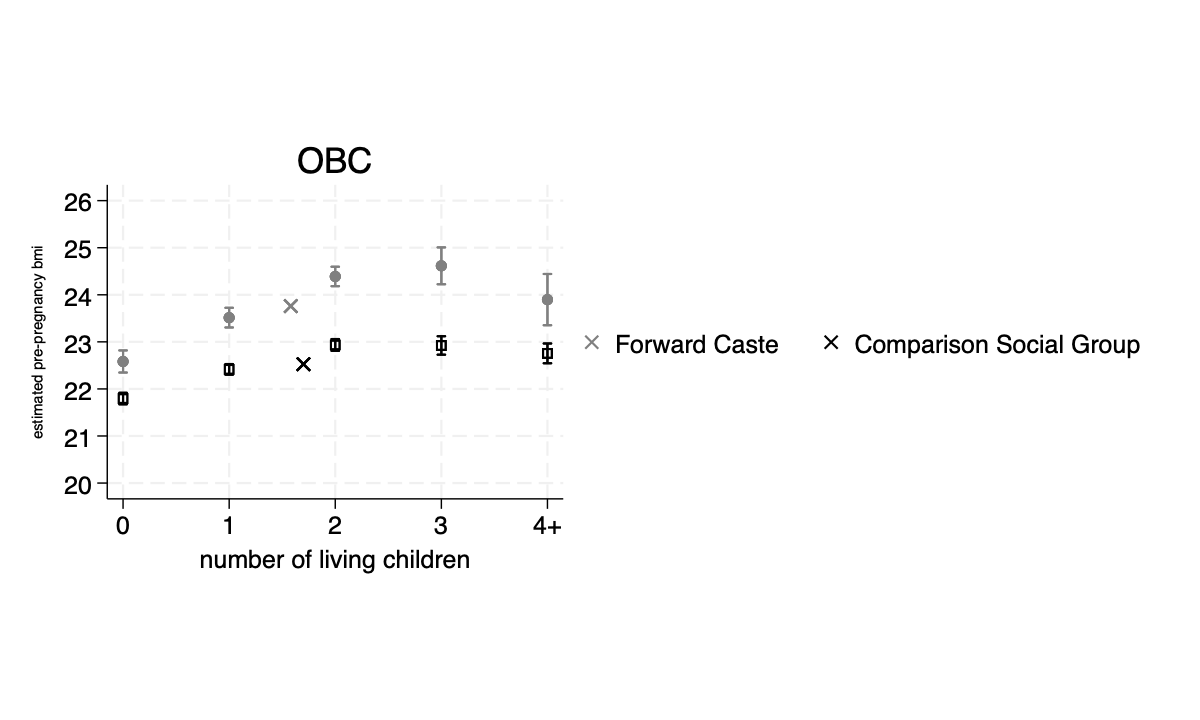 OBC
26
25
24
23
22
21
20
estimated pre-pregnancy bmi
0 1 2 3 4+
number of living children
Forward Caste Comparison Social Group